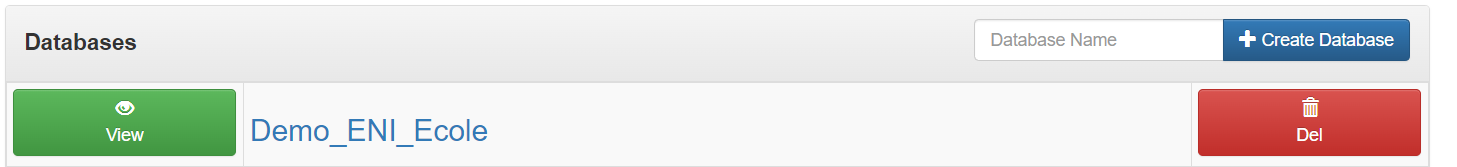 Databases
Database Name
Create Database
View
Demo_ENI_Ecole
Del